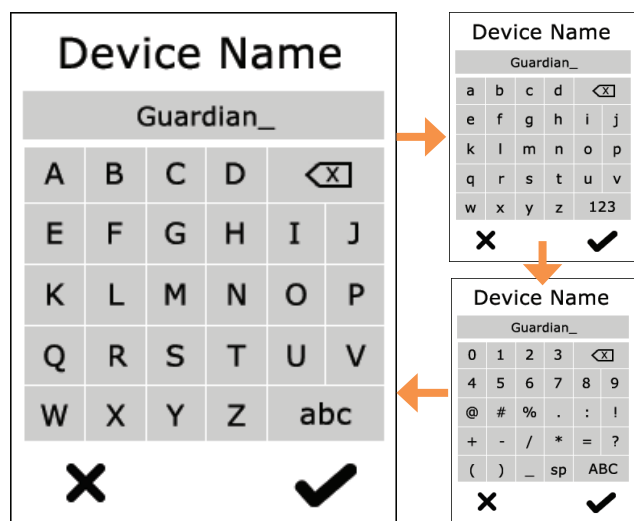 Device Name
Guardian_
A B C D X
E F G H I J
K L M N O P
Q R S T U V
W X Y Z abc
Device Name
Guardian_
a b c d X
e f g h i j
k l m n o p
q r s t u v
w x y z 123
Device Name
Guardian_
0 1 2 3 X
4 5 6 7 8 9
@ # % . : !
+ - / * = ?
( ) _ sp ABC